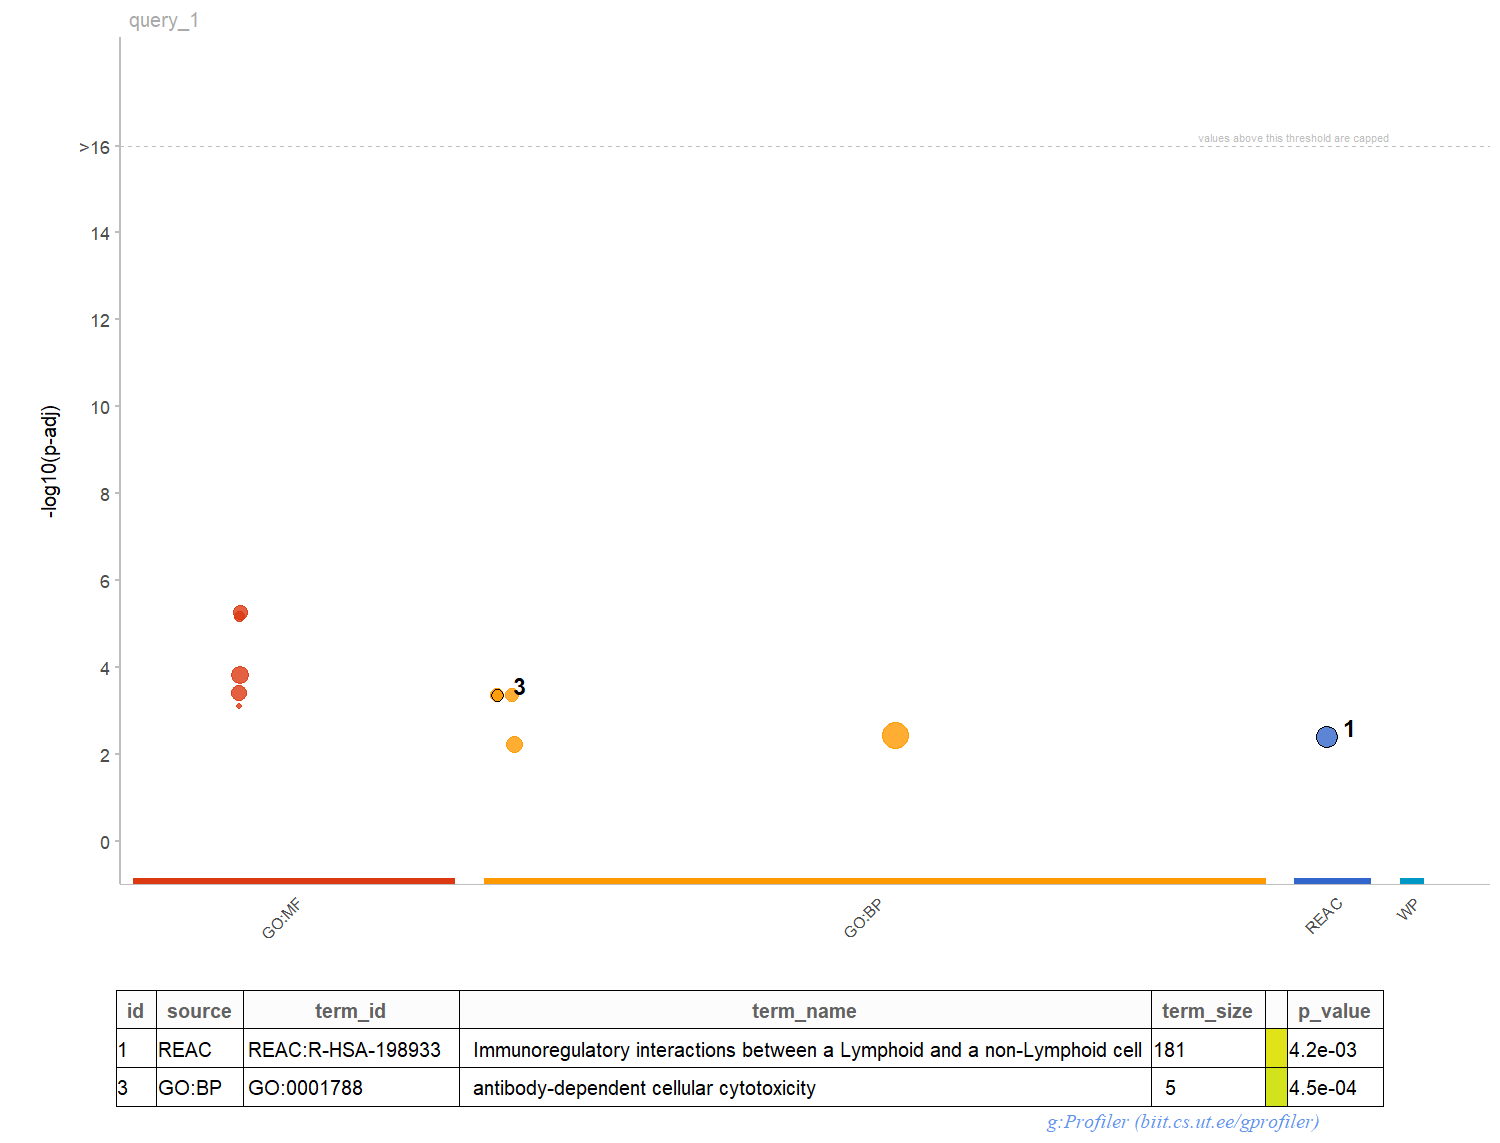 query_1
values above this threshold are capped
>16
14
12
10
8
6
4
2
0
-log10(p-adj)
3
1
GO:MF
GO:BP
REAC
WP
id source term_id term_name term_size p_value
1 REAC REAC:R-HSA-198933 Immunoregulatory interactions between a Lymphoid and a non-Lymphoid cell 181 4.2e-03
3 GO:BP GO:0001788 antibody-dependent cellular cytotoxicity 5 4.5e-04
g:Profiler (biit.cs.ut.ee/gprofiler)